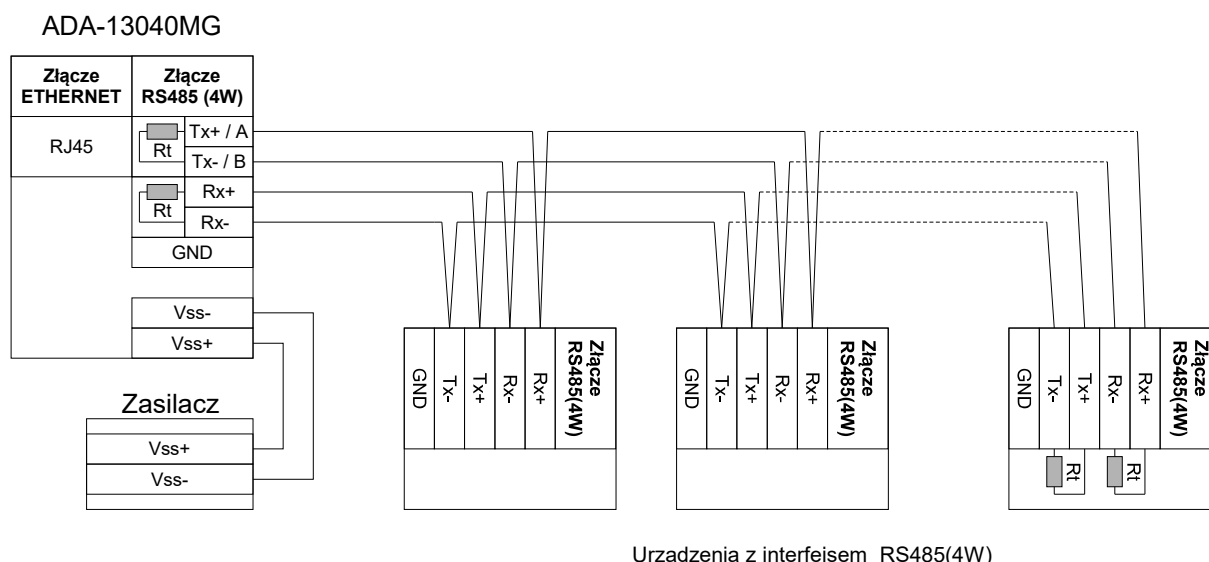 ADA-13040MG
Złącze
ETHERNET
Złącze
RS485 (4W)
RJ45
Rt
Tx+ / A
Tx- / B
Rt
Rx+
Rx-
GND
Vss-
Vss+
Zasilacz
Vss+
Vss-
GND
Tx-
Tx+
Rx-
Rx+
Złącze
RS485(4W)
GND
Tx-
Tx+
Rx-
Rx+
Złącze
RS485(4W)
GND
Tx-
Tx+
Rx-
Rx+
Złącze
RS485(4W)
Rt
Rt
Urządzenia z interfejsem RS485(4W)